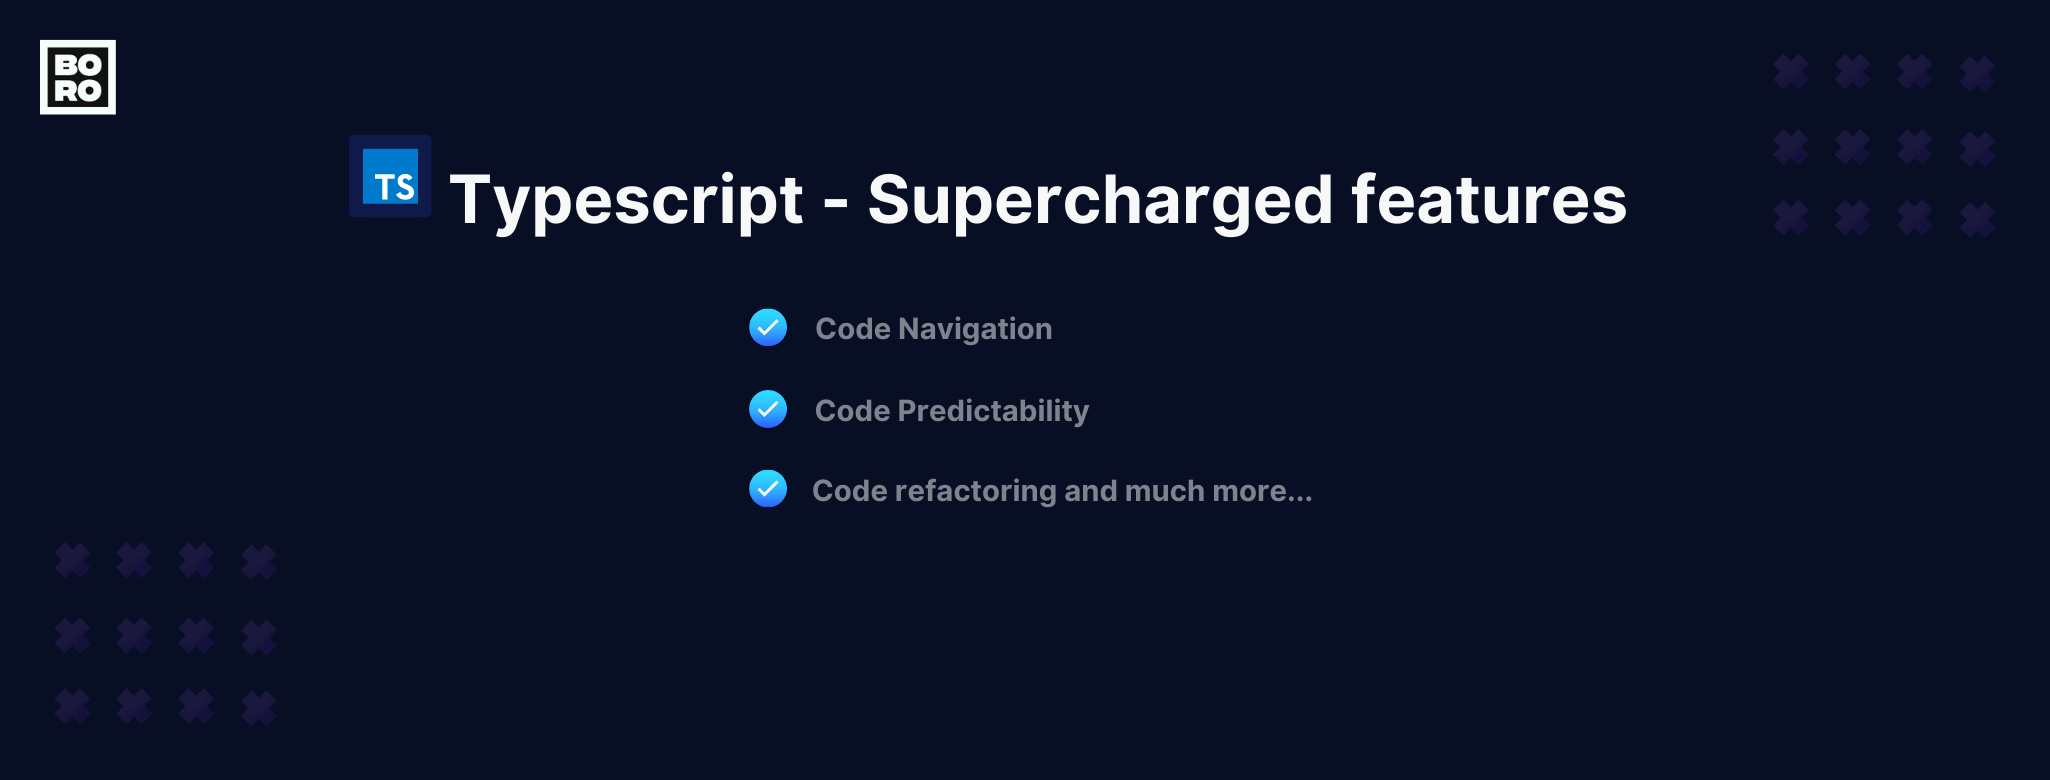 BO
RO
TS
Typescript - Supercharged features
Code Navigation
Code Predictability
Code refactoring and much more...